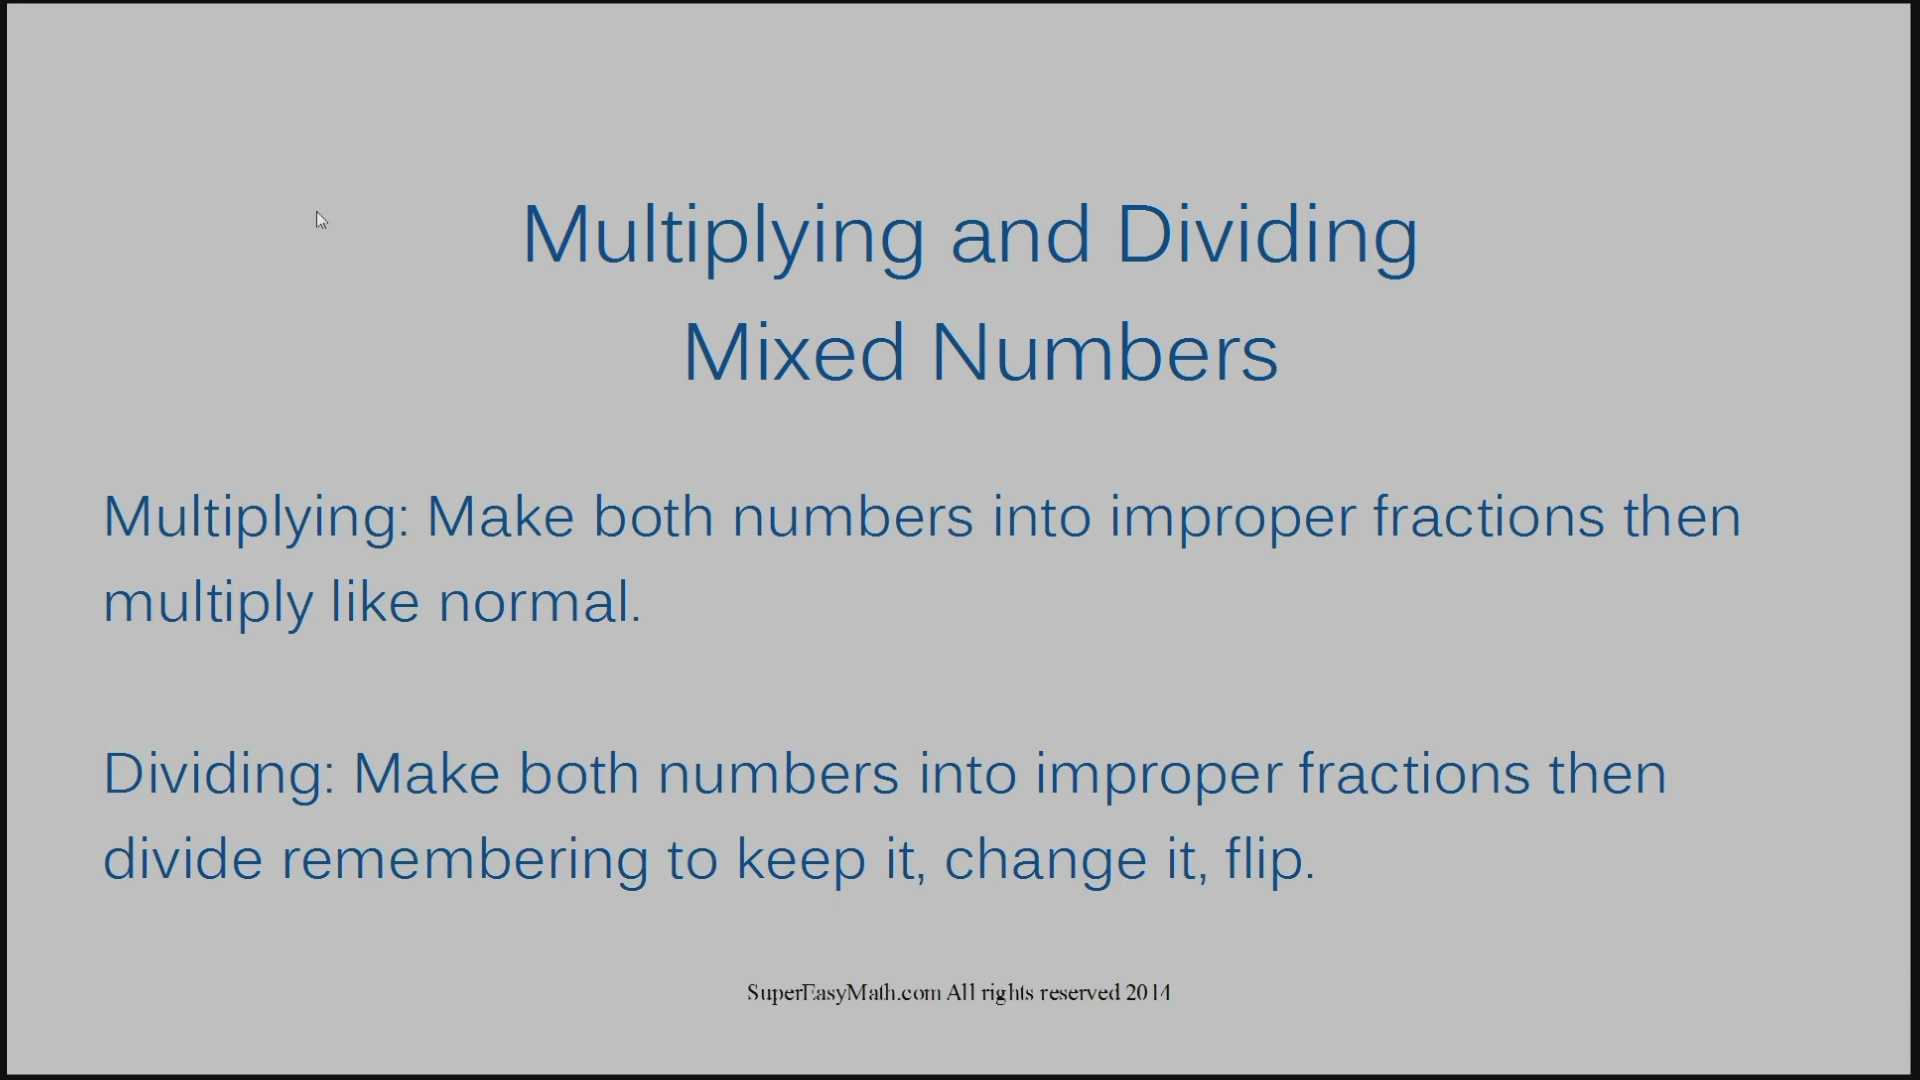 Multiplying and Dividing
Mixed Numbers
Multiplying: Make both numbers into improper fractions then
multiply like normal.
Dividing: Make both numbers into improper fractions then
divide remembering to keep it, change it, flip.
SuperEasyMath.com All rights reserved 2014